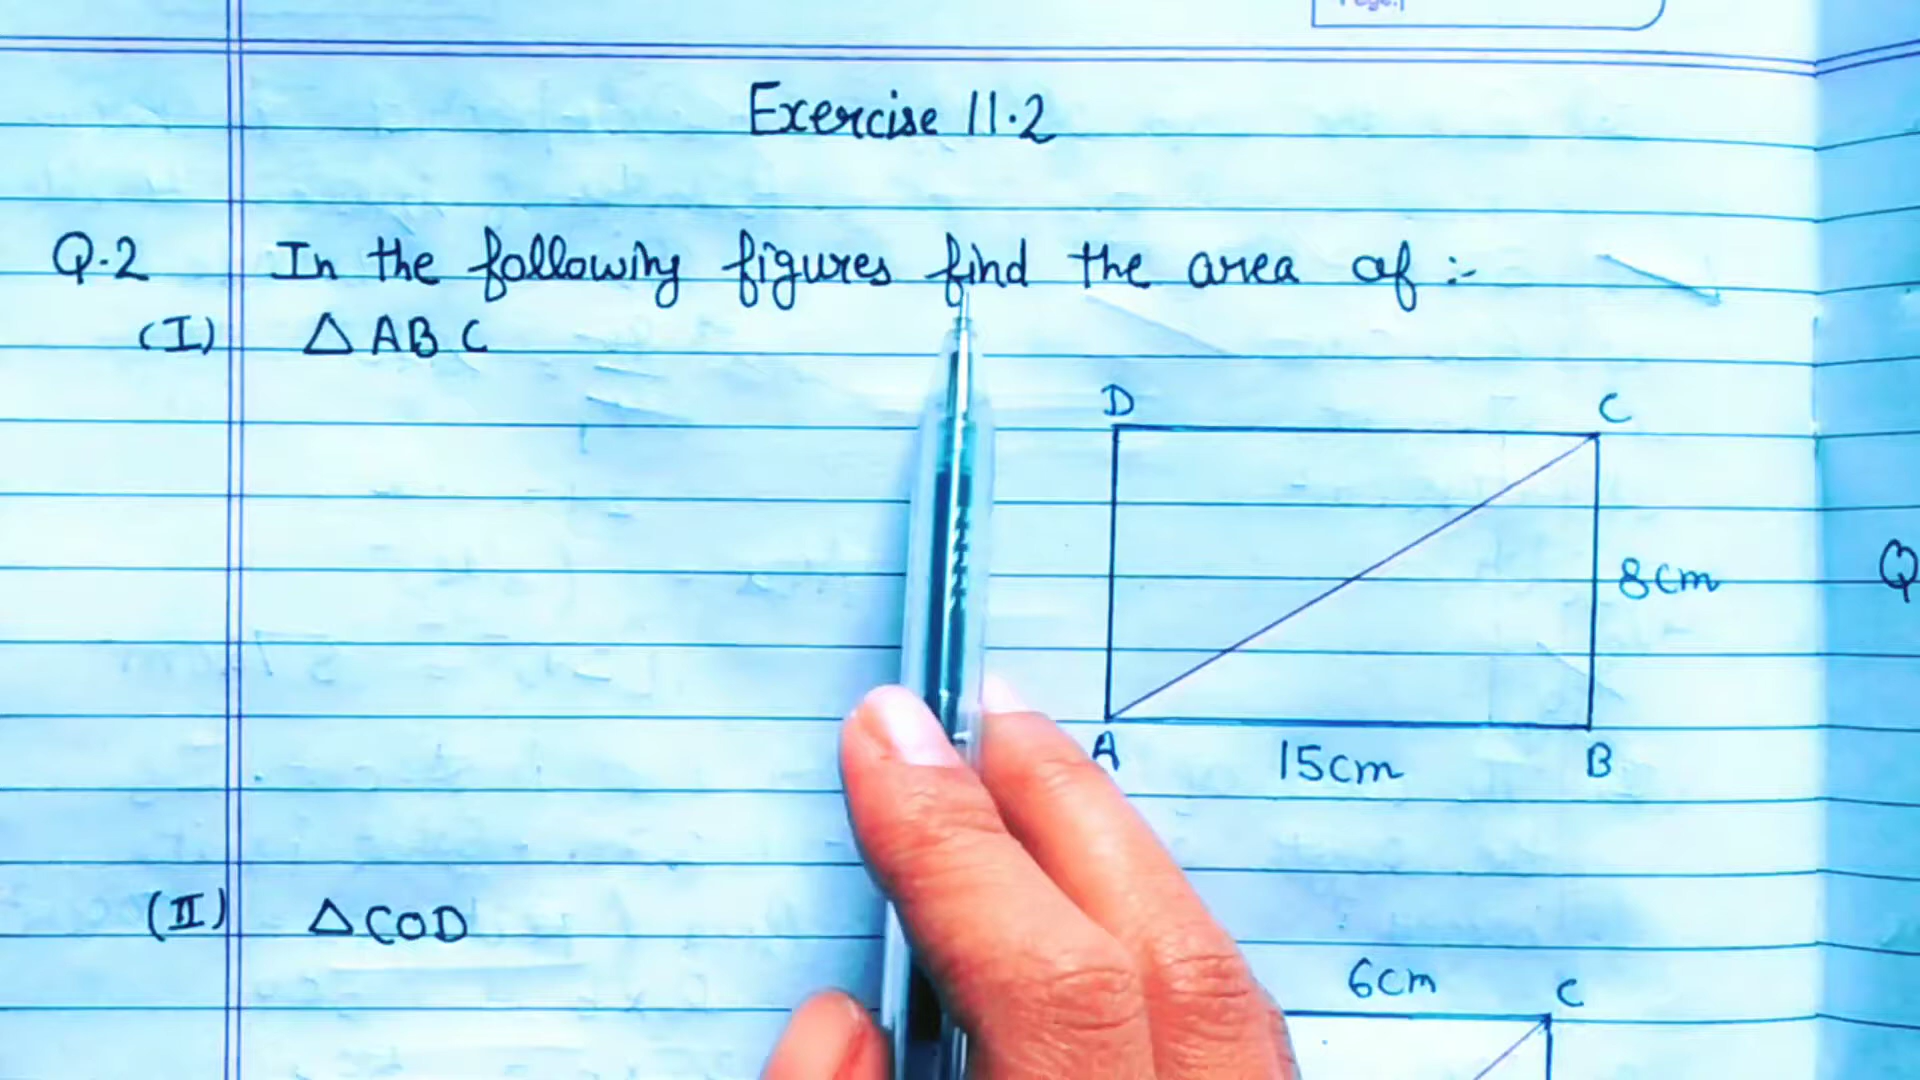 Exercise 11.2
Q.2 In the following figures find the area of :-
(I) △ ABC
D C
8cm
Q
A 15cm B
(II) △ COD
6cm C